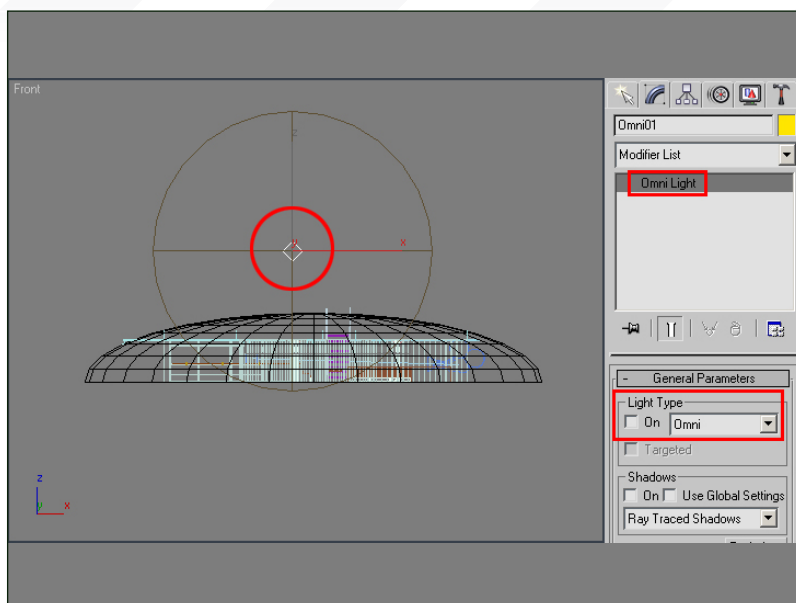 Front
z
y
x
z
y
x
Omni01
Modifier List
Omni Light
- General Parameters
Light Type
On Omni
Targeted
Shadows
On Use Global Settings
Ray Traced Shadows